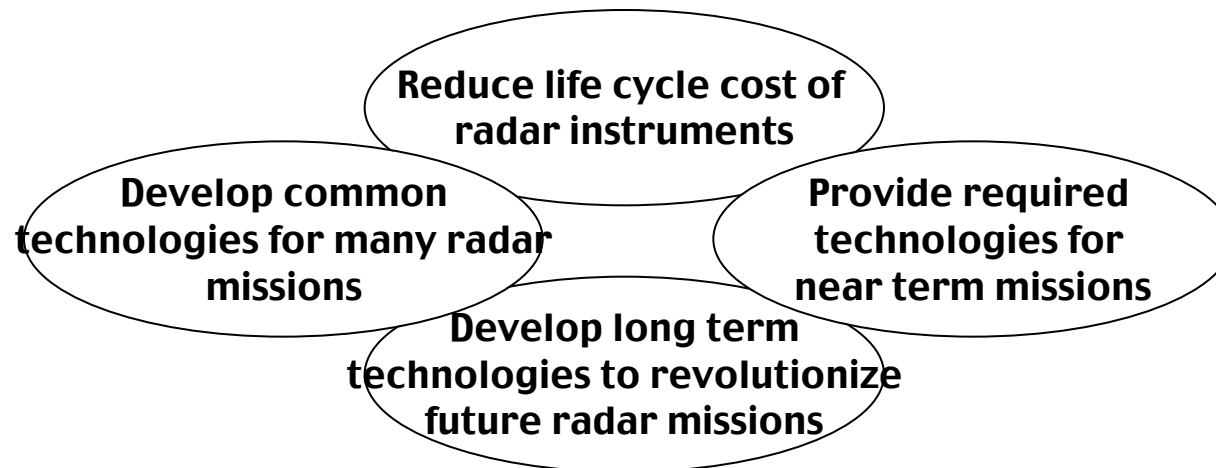 Reduce life cycle cost of
radar instruments
Develop common
technologies for many radar
missions
Provide required
technologies for
near term missions
Develop long term
technologies to revolutionize
future radar missions